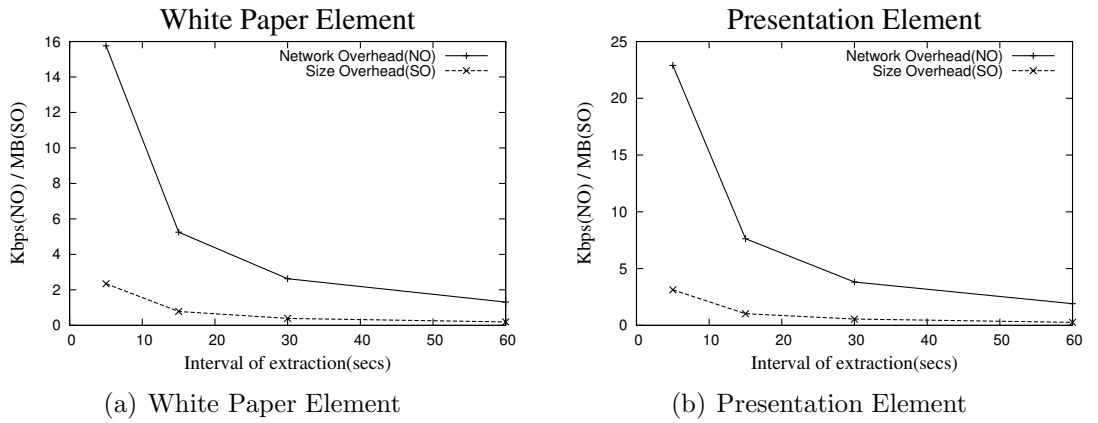 White Paper Element
16
14
12
10
8
6
4
2
0
0 10 20 30 40 50 60
Kbps(NO) / MB(SO)
Interval of extraction(secs)
Network Overhead(NO)
Size Overhead(SO)
(a) White Paper Element
Presentation Element
25
20
15
10
5
0
0 10 20 30 40 50 60
Kbps(NO) / MB(SO)
Interval of extraction(secs)
Network Overhead(NO)
Size Overhead(SO)
(b) Presentation Element